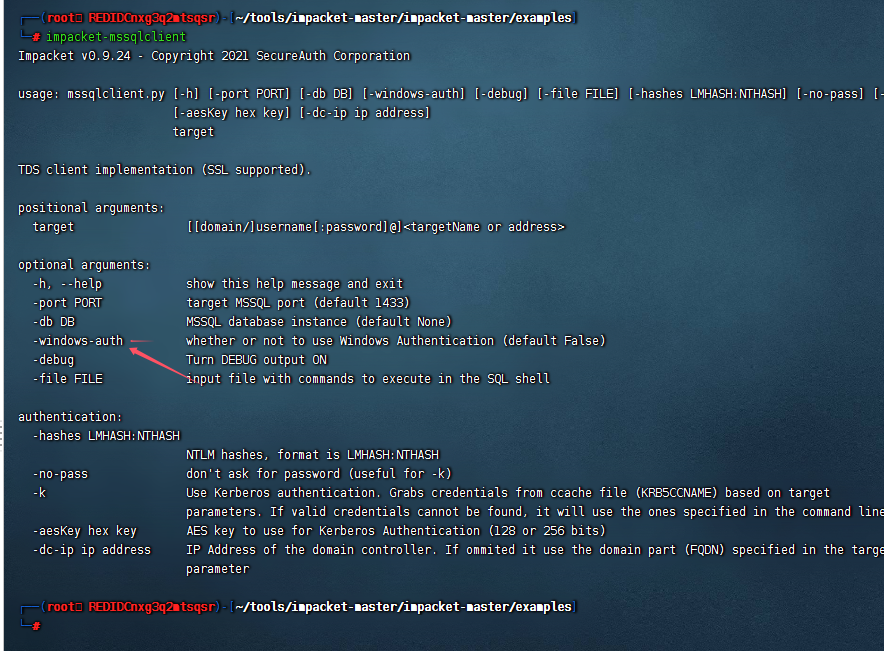 ┌──(root㉿REDIDCnxg3q2mtsqsr)-[~/tools/impacket-master/impacket-master/examples]
└─# impacket-mssqlclient
Impacket v0.9.24 - Copyright 2021 SecureAuth Corporation
usage: mssqlclient.py [-h] [-port PORT] [-db DB] [-windows-auth] [-debug] [-file FILE] [-hashes LMHASH:NTHASH] [-no-pass] [-
[-aesKey hex key] [-dc-ip ip address]
target
TDS client implementation (SSL supported).
positional arguments:
target [[domain/]username[:password]@]<targetName or address>
optional arguments:
-h, --help show this help message and exit
-port PORT target MSSQL port (default 1433)
-db DB MSSQL database instance (default None)
-windows-auth whether or not to use Windows Authentication (default False)
-debug Turn DEBUG output ON
-file FILE input file with commands to execute in the SQL shell
authentication:
-hashes LMHASH:NTHASH
NTLM hashes, format is LMHASH:NTHASH
-no-pass don't ask for password (useful for -k)
-k Use Kerberos authentication. Grabs credentials from ccache file (KRB5CCNAME) based on target
parameters. If valid credentials cannot be found, it will use the ones specified in the command line
-aesKey hex key AES key to use for Kerberos Authentication (128 or 256 bits)
-dc-ip ip address IP Address of the domain controller. If ommited it use the domain part (FQDN) specified in the targe
parameter
┌──(root㉿REDIDCnxg3q2mtsqsr)-[~/tools/impacket-master/impacket-master/examples]
└─#